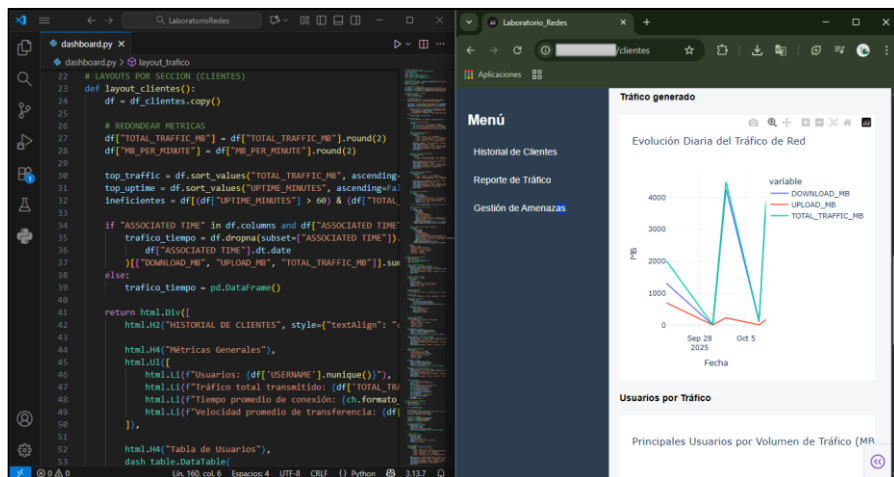 LaboratorioRedes
dashboard.py
dashboard.py > layout_trafico
22 # LAYOUTS POR SECCION (CLIENTES)
23 def layout_clientes():
24 df = df_clientes.copy()
25
26 # REDONDEAR METRICAS
27 df["TOTAL_TRAFFIC_MB"] = df["TOTAL_TRAFFIC_MB"].round(2)
28 df["MB_PER_MINUTE"] = df["MB_PER_MINUTE"].round(2)
29
30 top_traffic = df.sort_values("TOTAL_TRAFFIC_MB", ascending=
31 top_uptime = df.sort_values("UPTIME_MINUTES", ascending=Fal
32 ineficientes = df[(df["UPTIME_MINUTES"] > 60) & (df["TOTAL_
33
34 if "ASSOCIATED TIME" in df.columns and df["ASSOCIATED TIME"
35 trafico_tiempo = df.dropna(subset=["ASSOCIATED TIME"]).
36 df["ASSOCIATED TIME"].dt.date
37 )[["DOWNLOAD_MB", "UPLOAD_MB", "TOTAL_TRAFFIC_MB"]].sum
38 else:
39 trafico_tiempo = pd.DataFrame()
40
41 return html.Div([
42 html.H2("HISTORIAL DE CLIENTES", style={"textAlign": "c
43
44 html.H4("Métricas Generales"),
45 html.Ul([
46 html.Li(f"Usuarios: {df['USERNAME'].nunique()}"),
47 html.Li(f"Tráfico total transmitido: {df['TOTAL_TRA
48 html.Li(f"Tiempo promedio de conexión: {ch.formato_
49 html.Li(f"Velocidad promedio de transferencia: {df[
50 ]),
51
52 html.H4("Tabla de Usuarios"),
53 dash_table.DataTable(
0 0 Lín. 160, col. 6 Espacios: 4 UTF-8 CRLF {} Python 3.13.7
Laboratorio_Redes
/clientes
Aplicaciones
Menú
Historial de Clientes
Reporte de Tráfico
Gestión de Amenazas
Tráfico generado
Evolución Diaria del Tráfico de Red
variable
DOWNLOAD_MB
UPLOAD_MB
TOTAL_TRAFFIC_MB
4000
3000
2000
1000
0
MB
Sep 28
2025
Oct 5
Fecha
Usuarios por Tráfico
Principales Usuarios por Volumen de Tráfico (MB